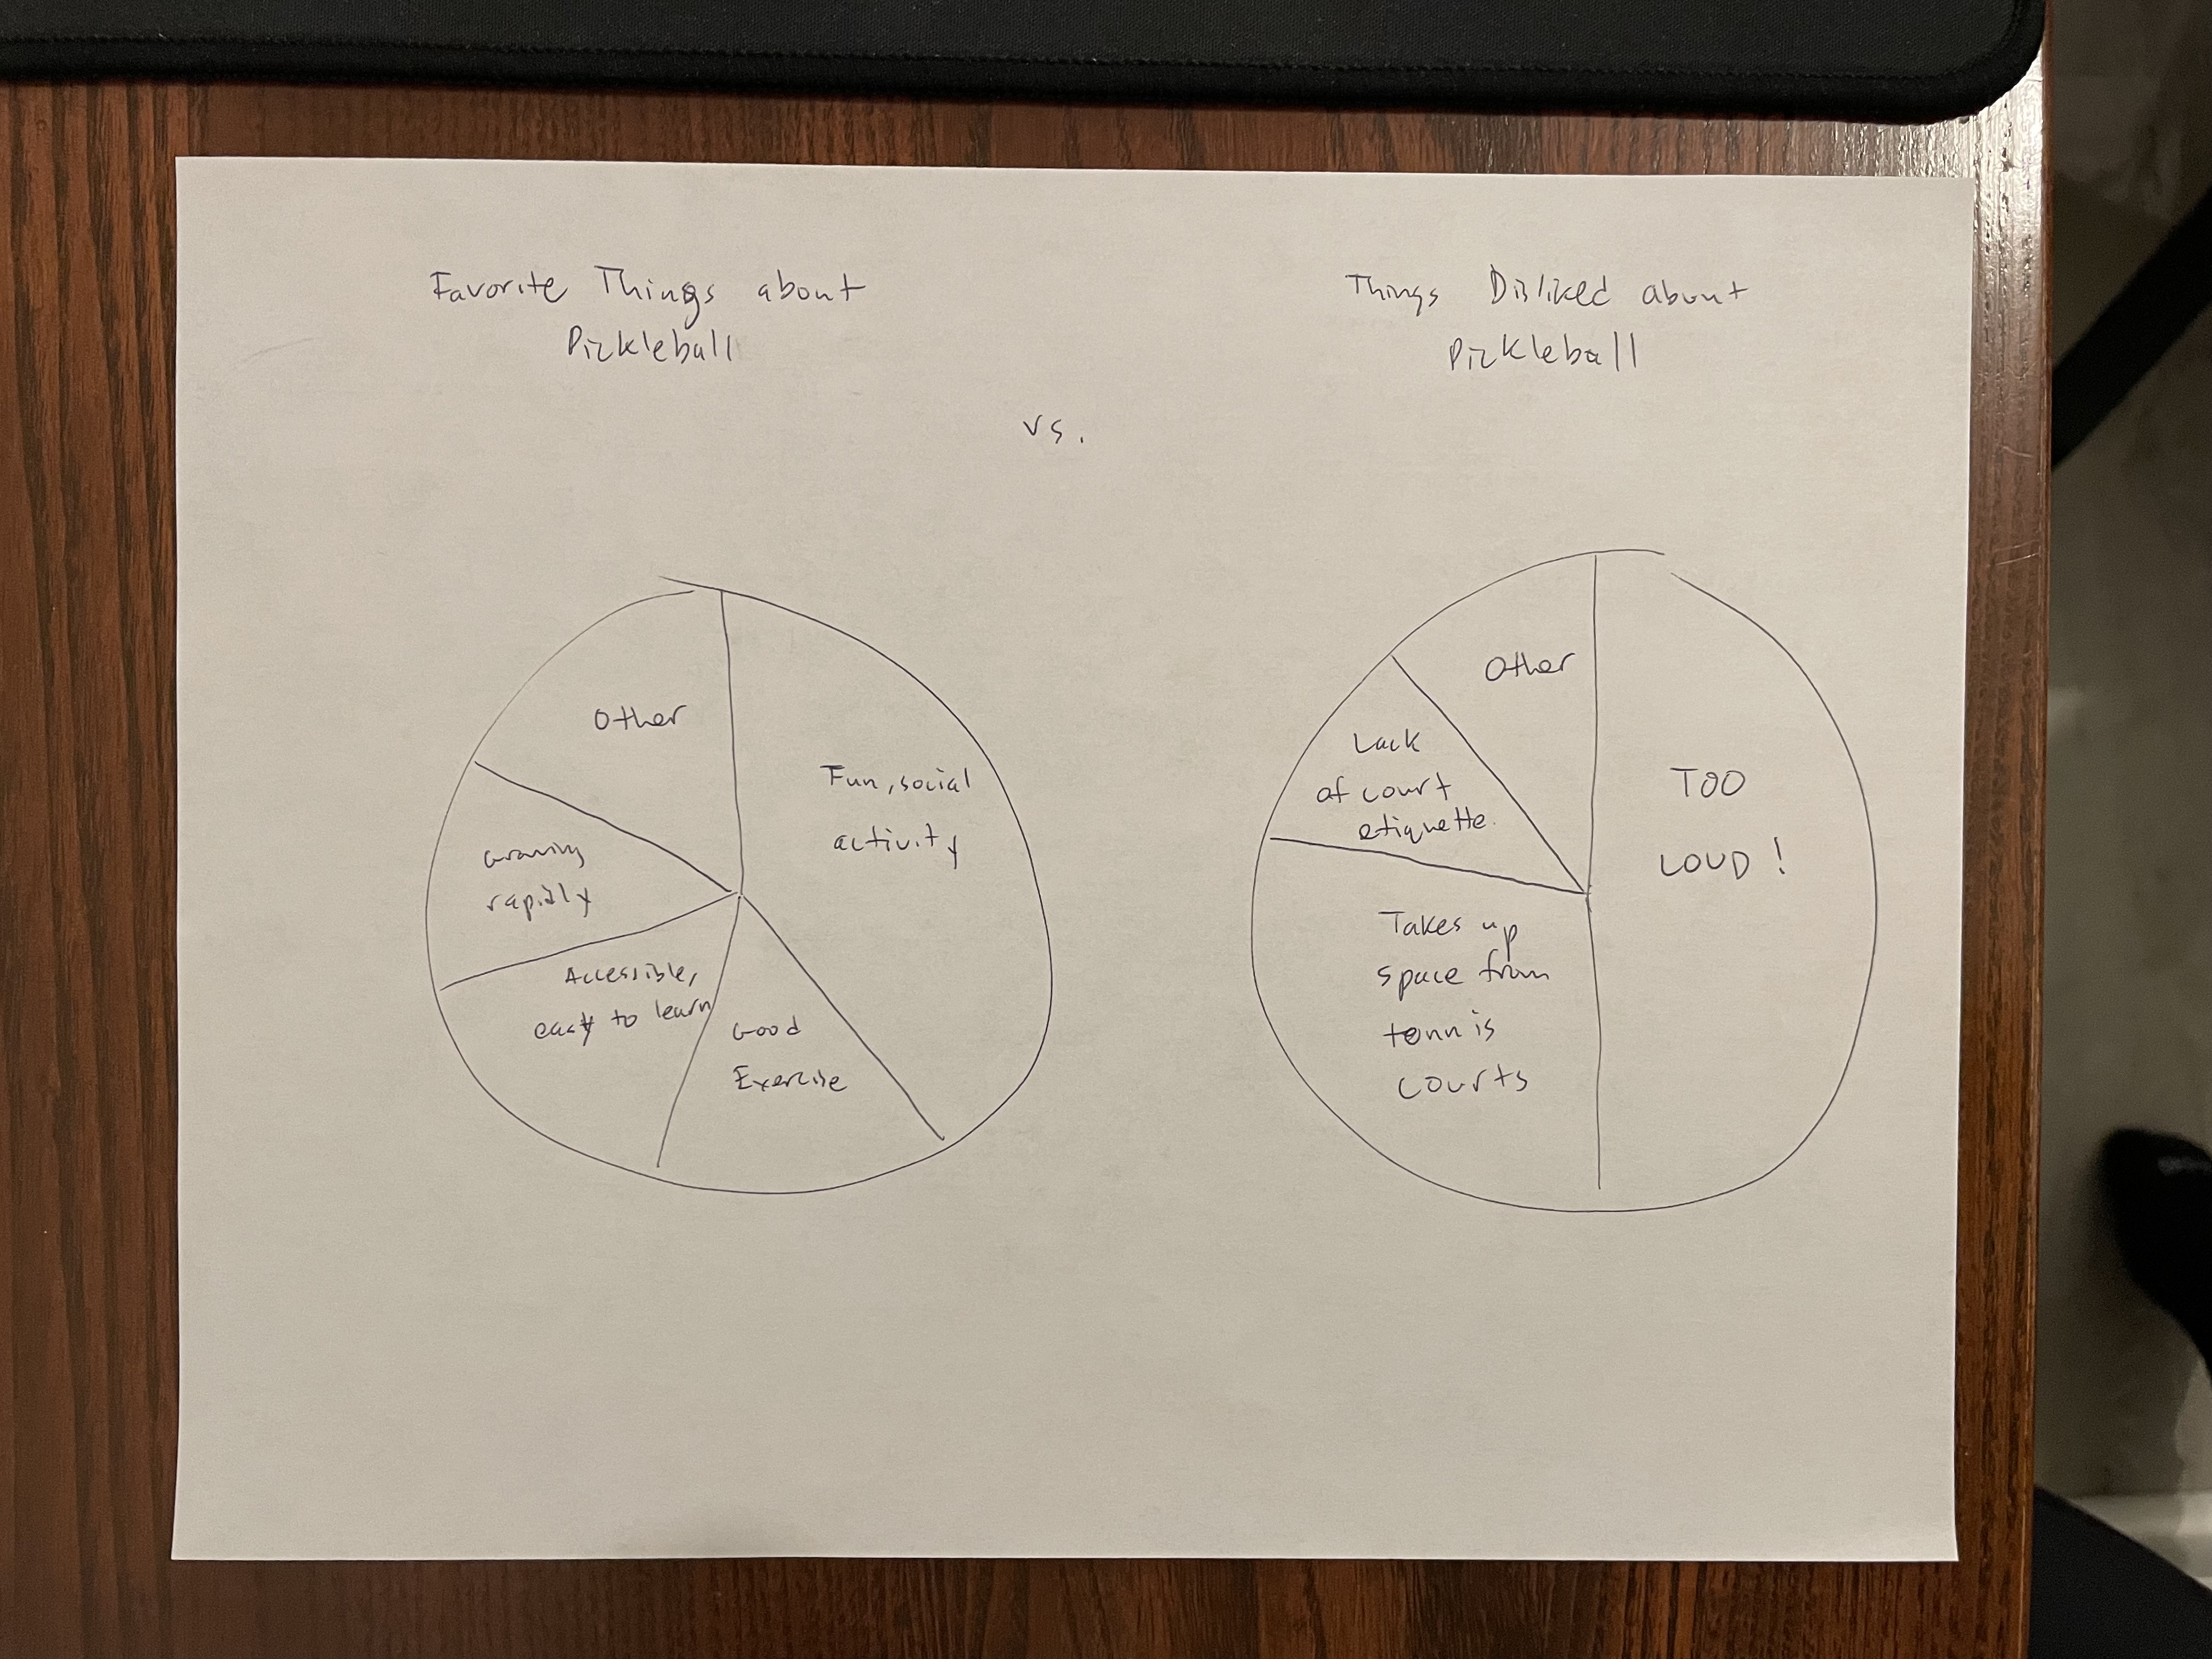 Favorite Things about
Pickleball
vs.
Things Disliked about
Pickleball
Other
Fun, social
activity
Growing
rapidly
Accessible,
easy to learn
Good
Exercise
Other
Lack
of court
etiquette.
TOO
LOUD!
Takes up
space from
tennis
courts